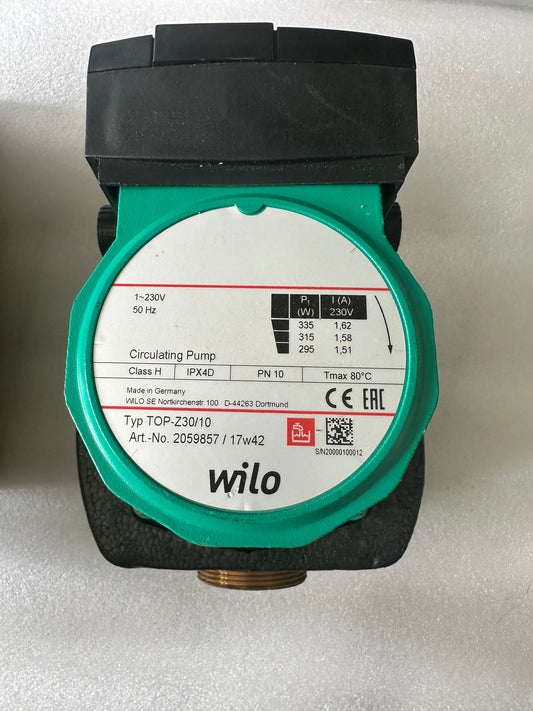 1~230V
50 Hz
P₁ I (A)
(W) 230V
335 1,62
315 1,58
295 1,51
Circulating Pump
Class H IPX4D PN 10 Tmax 80°C
Made in Germany
WILO SE Nortkirchenstr.100 D-44263 Dortmund
CE EAC
Typ TOP-Z30/10
Art.-No. 2059857 / 17w42
S/N20000100012
wilo